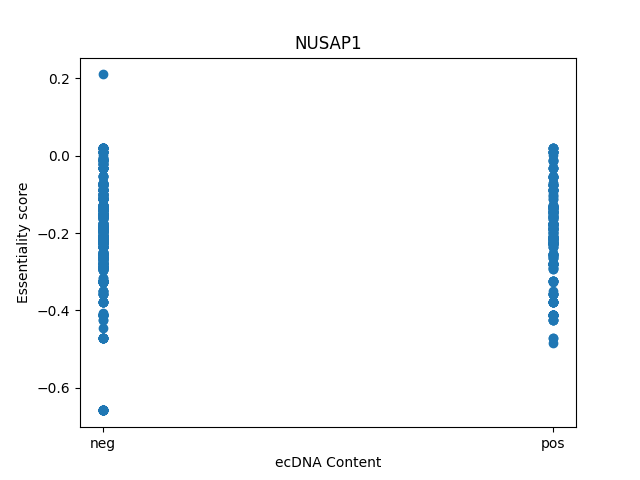 NUSAP1
0.2
0.0
−0.2
−0.4
−0.6
Essentiality score
neg
pos
ecDNA Content